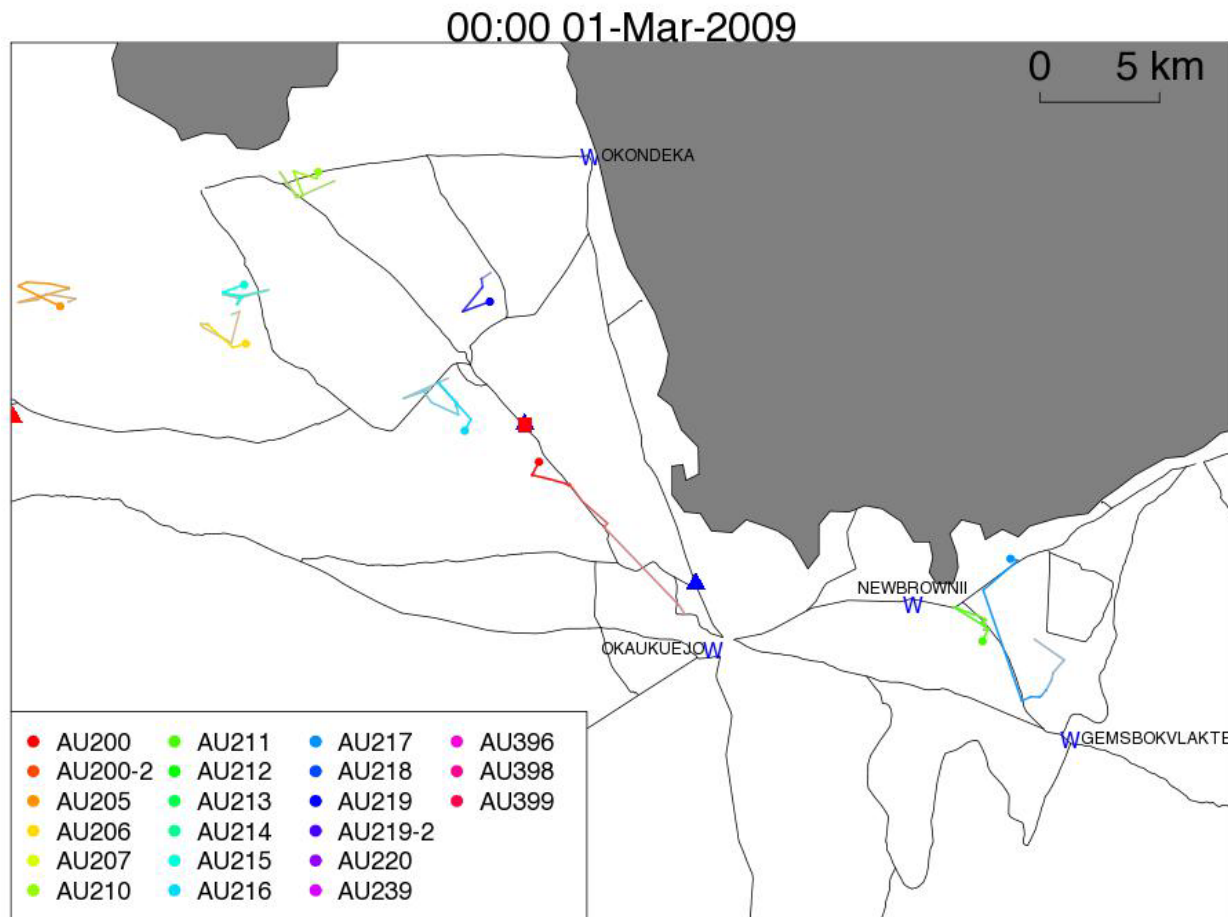 00:00 01-Mar-2009
0 5 km
W OKONDEKA
NEWBROWNII
W
OKAUKUEJO W
W GEMSBOKVLAKTE
AU200 AU211 AU217 AU396
AU200-2 AU212 AU218 AU398
AU205 AU213 AU219 AU399
AU206 AU214 AU219-2
AU207 AU215 AU220
AU210 AU216 AU239